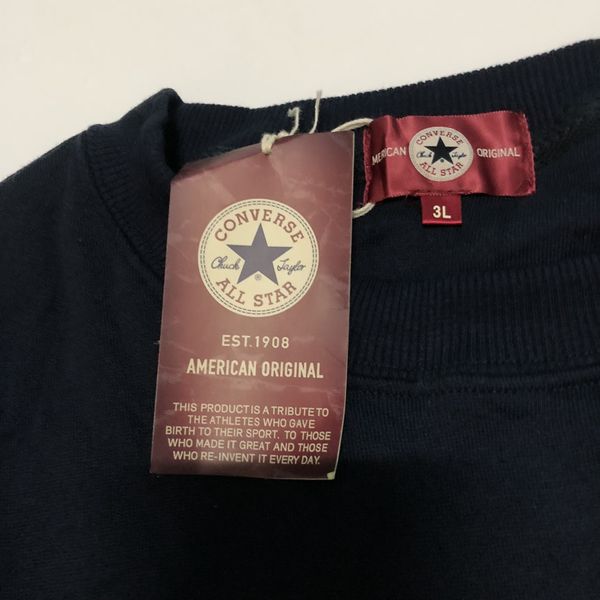 CONVERSE
Chuck Taylor
®
ALL STAR
EST.1908
AMERICAN ORIGINAL
THIS PRODUCT IS A TRIBUTE TO
THE ATHLETES WHO GAVE
BIRTH TO THEIR SPORT. TO THOSE
WHO MADE IT GREAT AND THOSE
WHO RE-INVENT IT EVERY DAY.
CONVERSE
MERICAN Chuck Taylor ORIGINAL
ALL STAR
3L